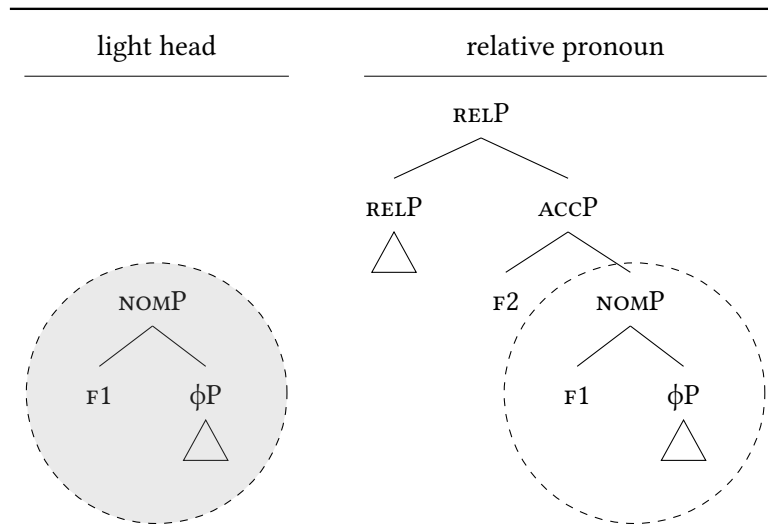 light head relative pronoun
RELP
RELP ACCP
NOMP F2 NOMP
F1 ϕP F1 ϕP